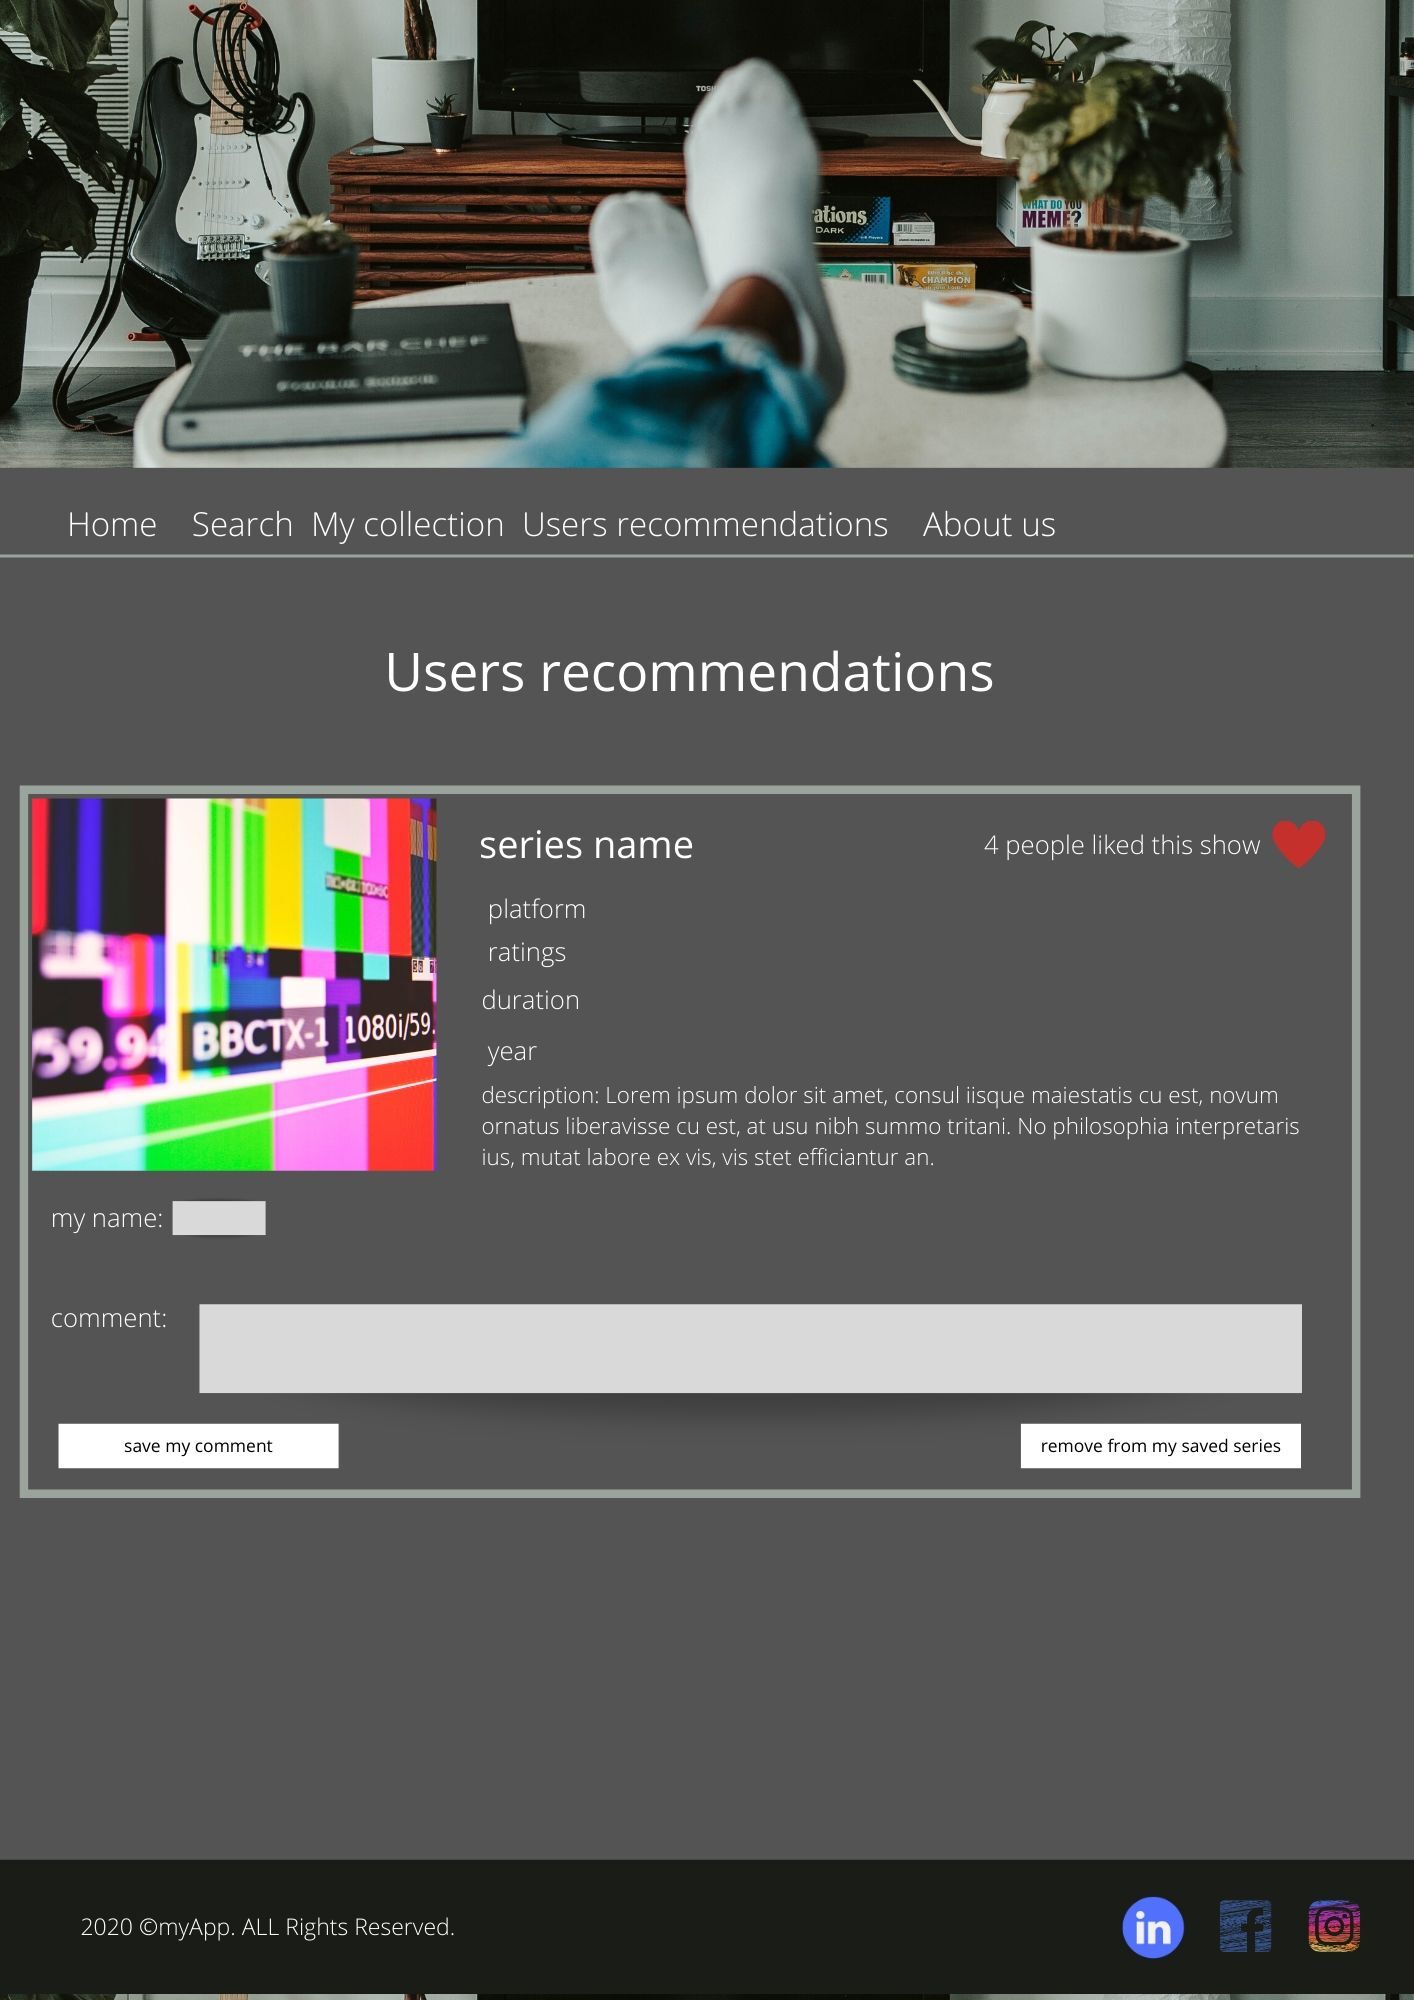 TOSH
ations
DARK
WHAT DO YOU
MEME?
CHAMPION
THE BAR CHEF
Home Search My collection Users recommendations About us
Users recommendations
series name
4 people liked this show
platform
ratings
duration
year
59.94 BBCTX-1 1080i/59.
description: Lorem ipsum dolor sit amet, consul iisque maiestatis cu est, novum
ornatus liberavisse cu est, at usu nibh summo tritani. No philosophia interpretaris
ius, mutat labore ex vis, vis stet efficiantur an.
my name:
comment:
save my comment
remove from my saved series
2020 ©myApp. ALL Rights Reserved.
in